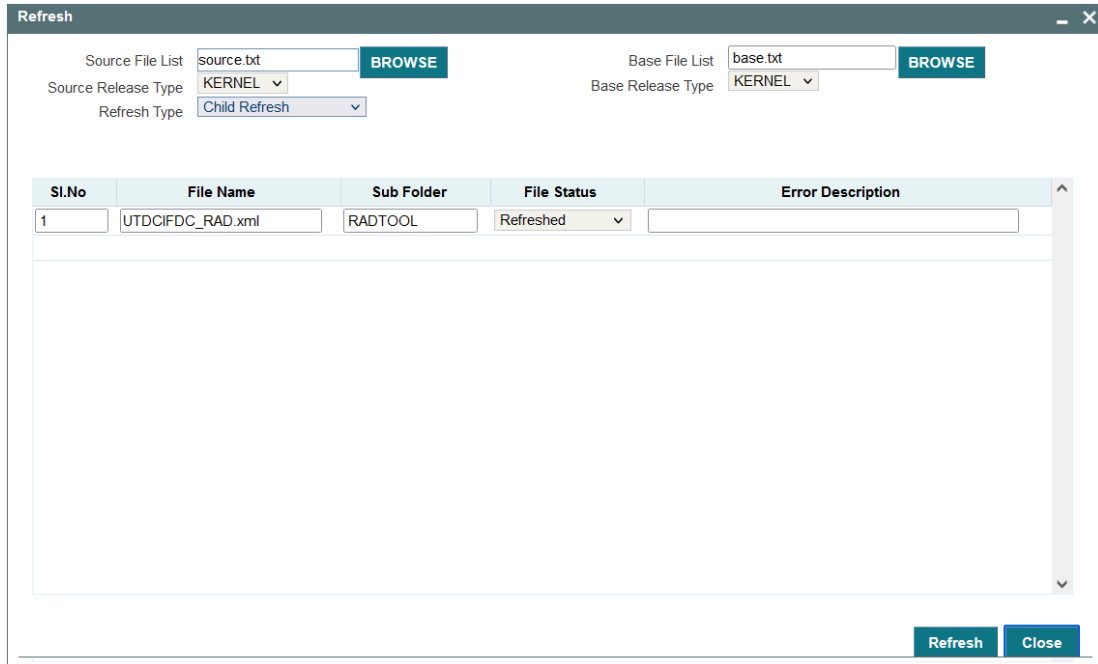 Refresh
Source File List source.txt BROWSE Base File List base.txt BROWSE
Source Release Type KERNEL Base Release Type KERNEL
Refresh Type Child Refresh
Sl.No File Name Sub Folder File Status Error Description
1 UTDCIFDC_RAD.xml RADTOOL Refreshed
Refresh Close